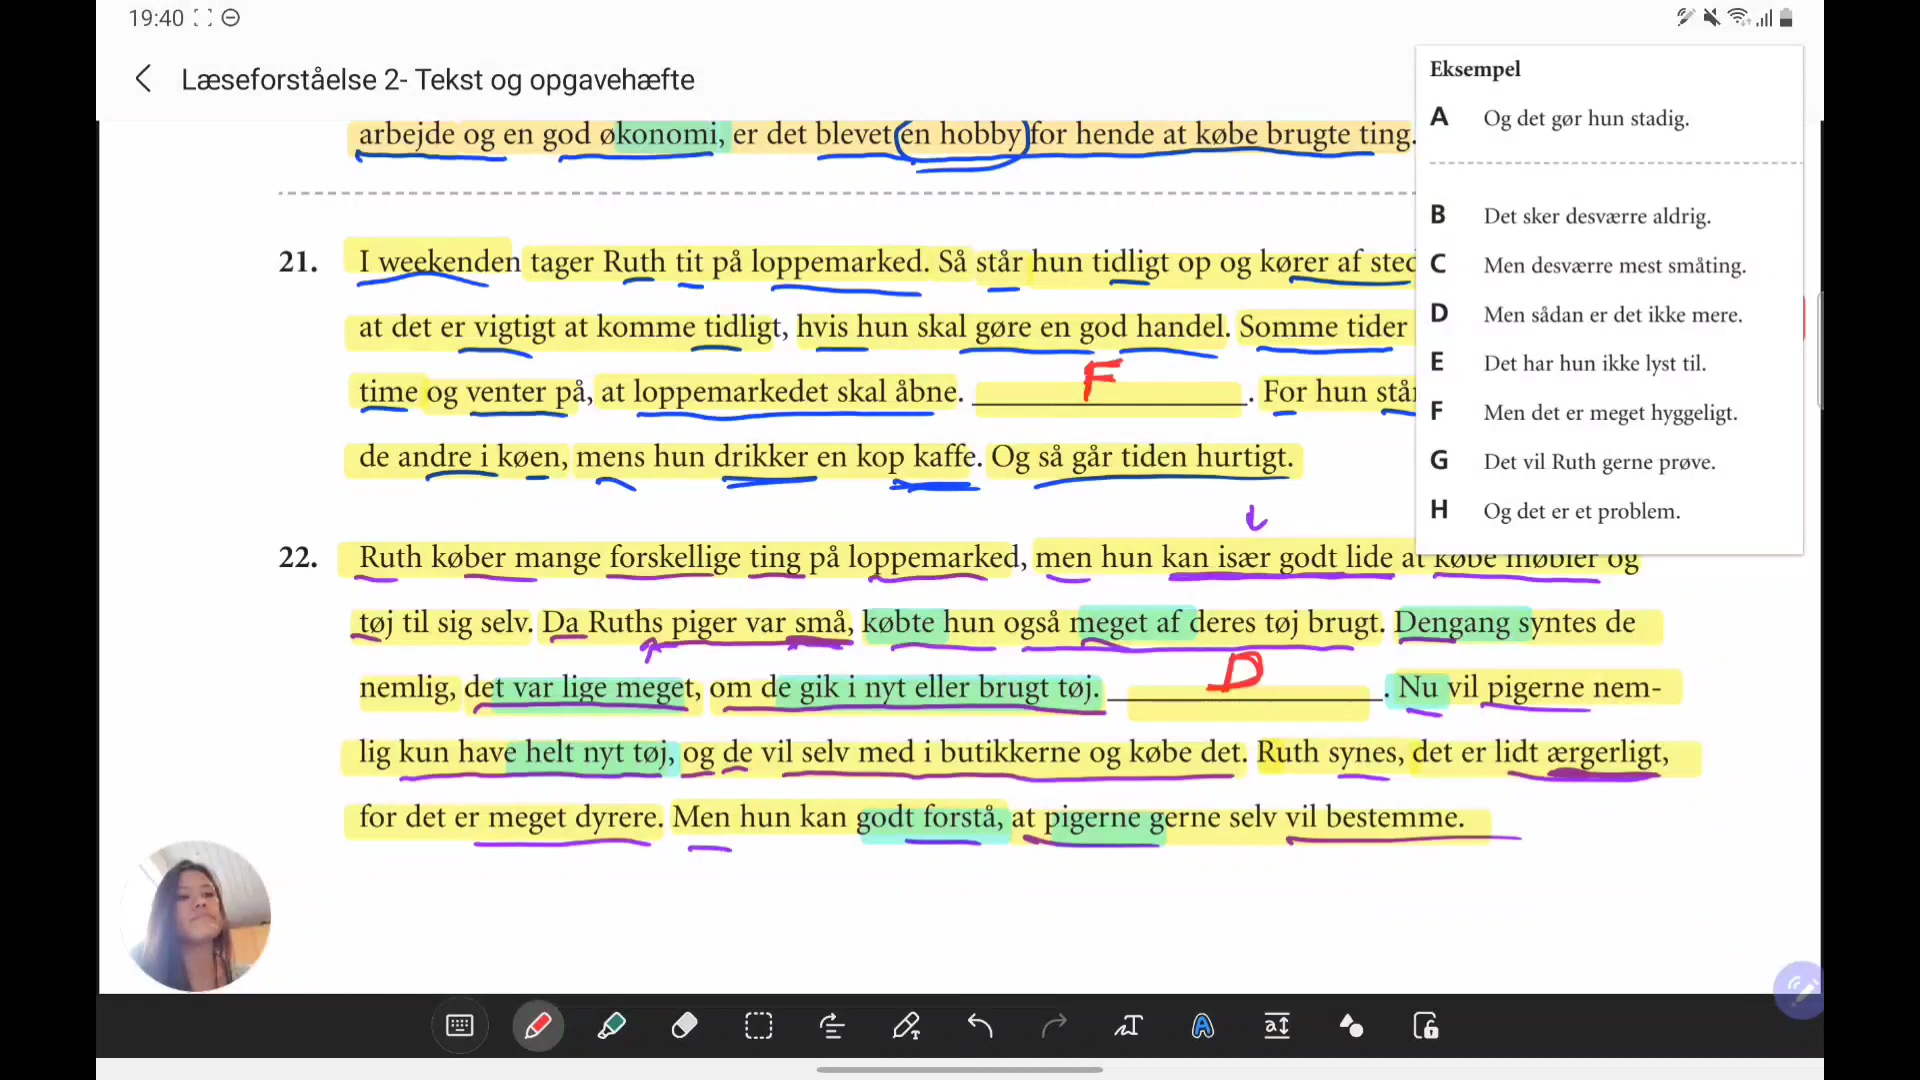 19:40
Læseforståelse 2- Tekst og opgavehæfte
arbejde og en god økonomi, er det blevet en hobby for hende at købe brugte ting.
21. I weekenden tager Ruth tit på loppemarked. Så står hun tidligt op og kører af sted
at det er vigtigt at komme tidligt, hvis hun skal gøre en god handel. Somme tider
F
time og venter på, at loppemarkedet skal åbne. ____________. For hun står
de andre i køen, mens hun drikker en kop kaffe. Og så går tiden hurtigt.
22. Ruth køber mange forskellige ting på loppemarked, men hun kan især godt lide at købe møbler og
tøj til sig selv. Da Ruths piger var små, købte hun også meget af deres tøj brugt. Dengang syntes de
D
nemlig, det var lige meget, om de gik i nyt eller brugt tøj. ____________. Nu vil pigerne nem-
lig kun have helt nyt tøj, og de vil selv med i butikkerne og købe det. Ruth synes, det er lidt ærgerligt,
for det er meget dyrere. Men hun kan godt forstå, at pigerne gerne selv vil bestemme.
Eksempel
A Og det gør hun stadig.
B Det sker desværre aldrig.
C Men desværre mest småting.
D Men sådan er det ikke mere.
E Det har hun ikke lyst til.
F Men det er meget hyggeligt.
G Det vil Ruth gerne prøve.
H Og det er et problem.